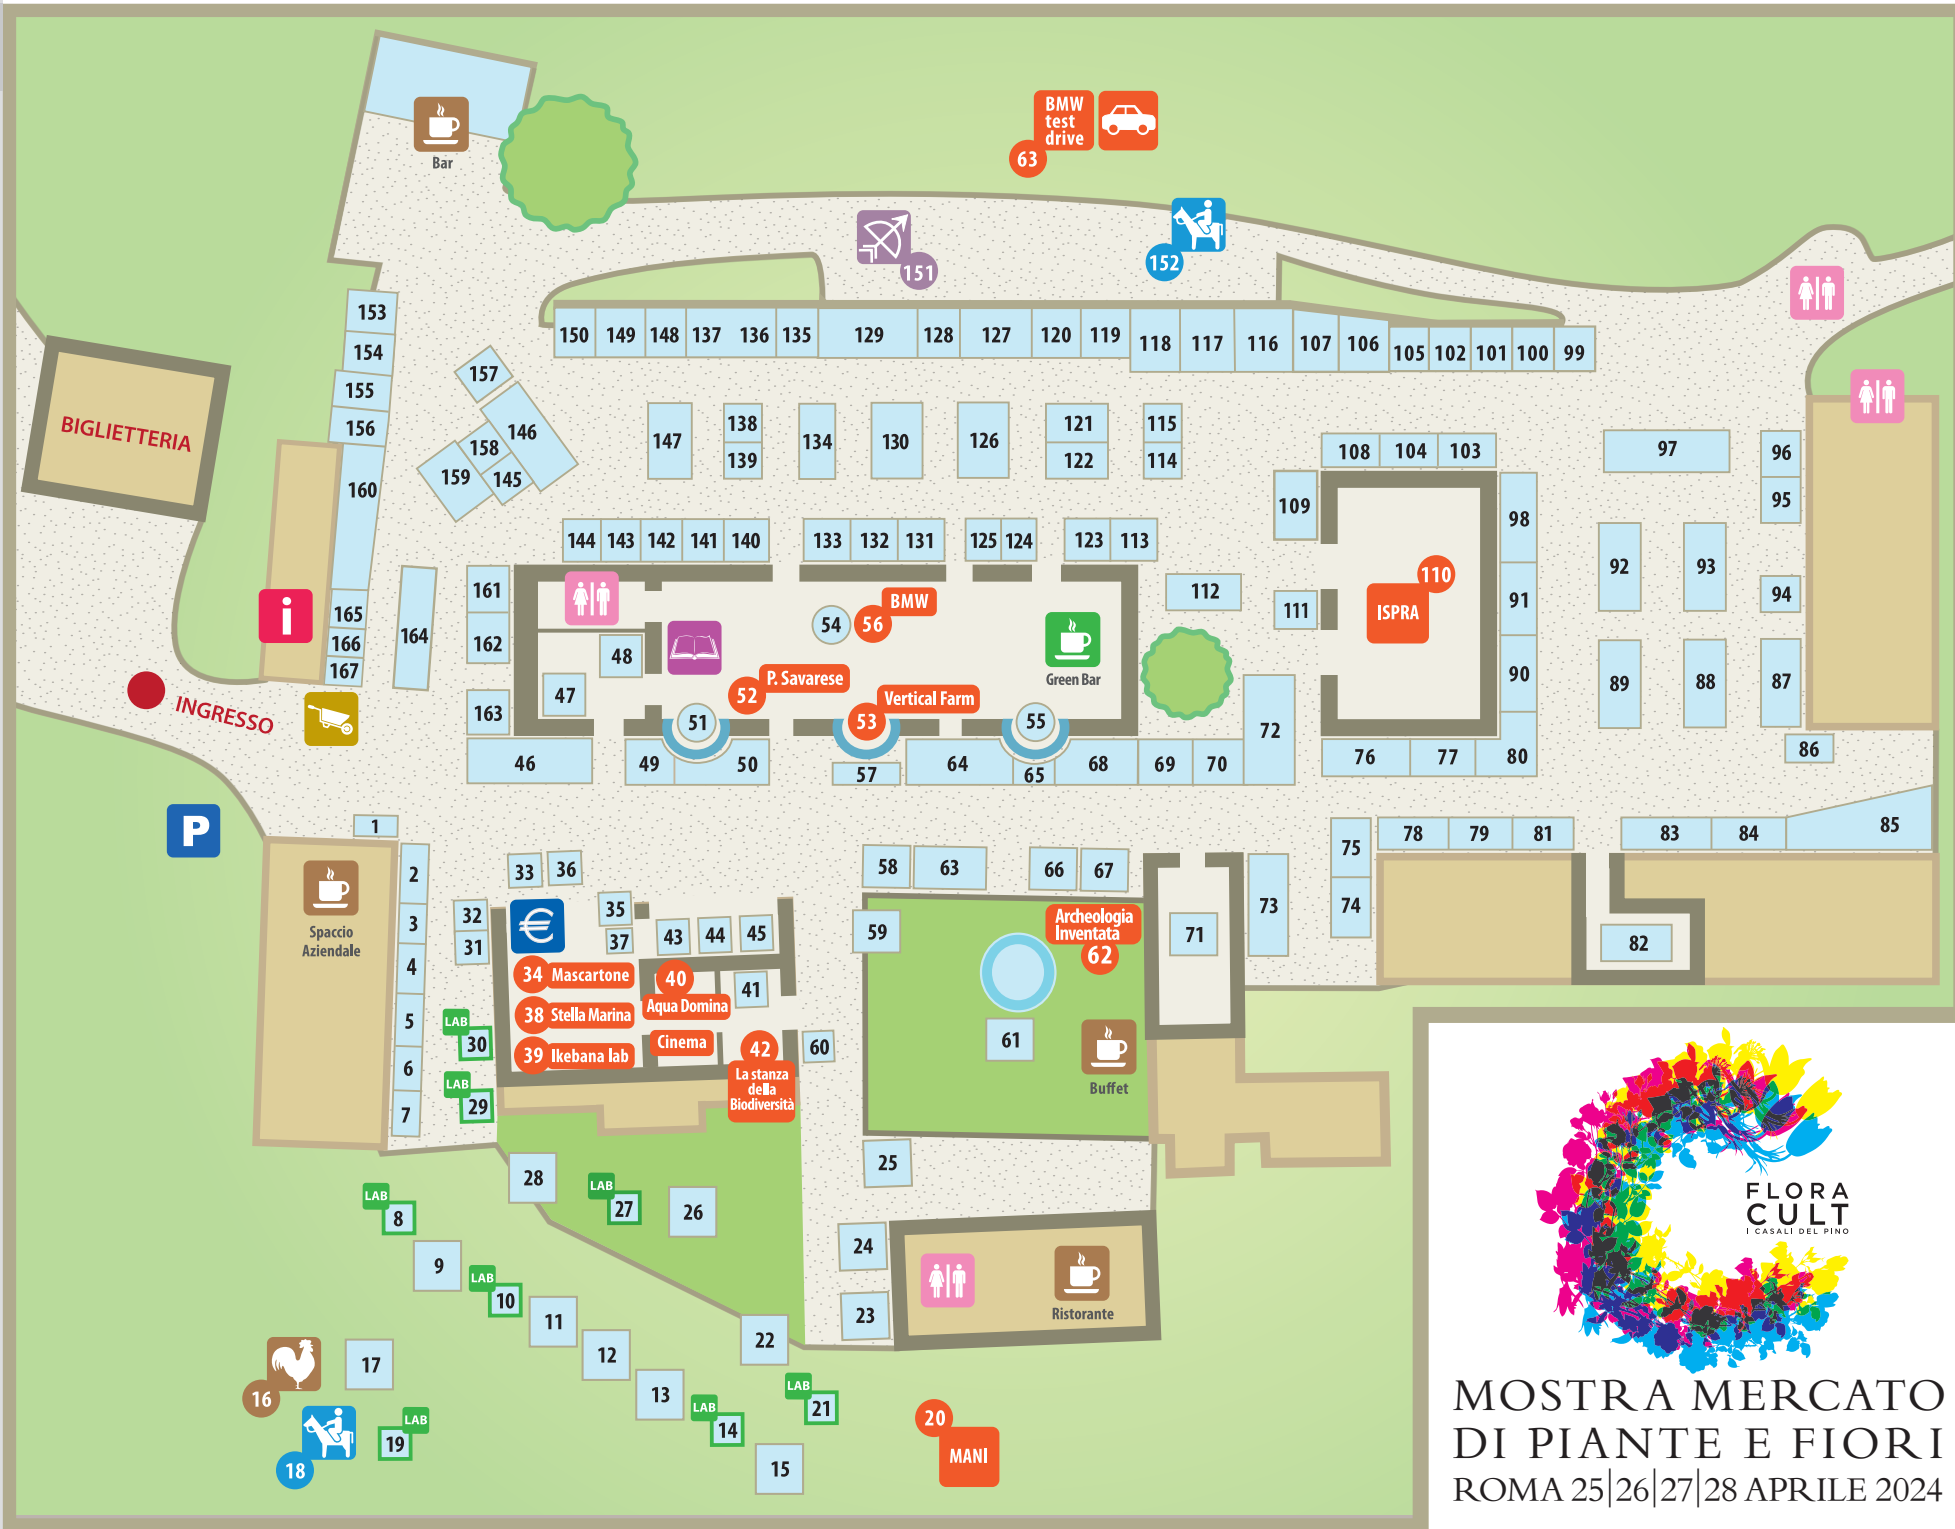 Bar
BMW
test
drive
63
151
152
153
154
155
156
160
165
166
167
164
BIGLIETTERIA
INGRESSO
i
P
150 149 148 137 136 135 129 128 127 120 119 118 117 116 107 106 105 102 101 100 99
157
146
158
145
159
147
138
139
134
130
126
121
122
115
114
108 104 103
97
96
95
109
98
92
93
94
91
111
112
110
ISPRA
90
89
88
87
86
144 143 142 141 140
133 132 131
125 124
123 113
161
162
163
48
47
54
56
BMW
52
P. Savarese
Vertical Farm
53
51
55
Green Bar
46
49
50
57
64
65
68
69
70
72
76 77 80
1
2
3
4
5
6
7
Spaccio
Aziendale
33
36
32
31
35
37
€
43
44
45
34 Mascartone
38 Stella Marina
39 Ikebana lab
40
Aqua Domina
41
Cinema
42
La stanza
della
Biodiversità
60
LAB
30
LAB
29
58
63
66
67
59
Archeologia
Inventata
62
61
Buffet
71
73
75
74
78 79 81
83 84 85
82
28
LAB
27
26
25
24
23
22
Ristorante
LAB
8
9
LAB
10
11
12
13
LAB
14
15
16
17
18
LAB
19
LAB
21
20
MANI
FLORA
CULT
I CASALI DEL PINO
MOSTRA MERCATO
DI PIANTE E FIORI
ROMA 25|26|27|28 APRILE 2024